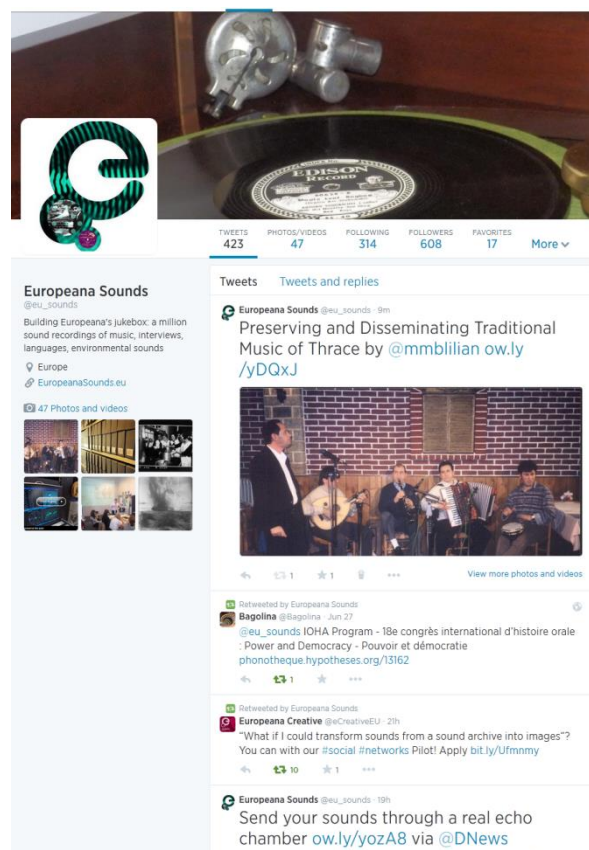 EDISON
RECORD
TWEETS
423
PHOTOS/VIDEOS
47
FOLLOWING
314
FOLLOWERS
608
FAVORITES
17
More
Europeana Sounds
@eu_sounds
Building Europeana's jukebox: a million
sound recordings of music, interviews,
languages, environmental sounds
Europe
EuropeanaSounds.eu
47 Photos and videos
Tweets Tweets and replies
Europeana Sounds @eu_sounds · 9m
Preserving and Disseminating Traditional
Music of Thrace by @mmblilian ow.ly
/yDQxJ
1 1
View more photos and videos
Retweeted by Europeana Sounds
Bagolina @Bagolina · Jun 27
@eu_sounds IOHA Program - 18e congrès international d'histoire orale
: Power and Democracy - Pouvoir et démocratie
phonotheque.hypotheses.org/13162
1
Retweeted by Europeana Sounds
Europeana Creative @eCreativeEU · 21h
"What if I could transform sounds from a sound archive into images"?
You can with our #social #networks Pilot! Apply bit.ly/Ufmnmy
10 1
Europeana Sounds @eu_sounds · 19h
Send your sounds through a real echo
chamber ow.ly/yozA8 via @DNews